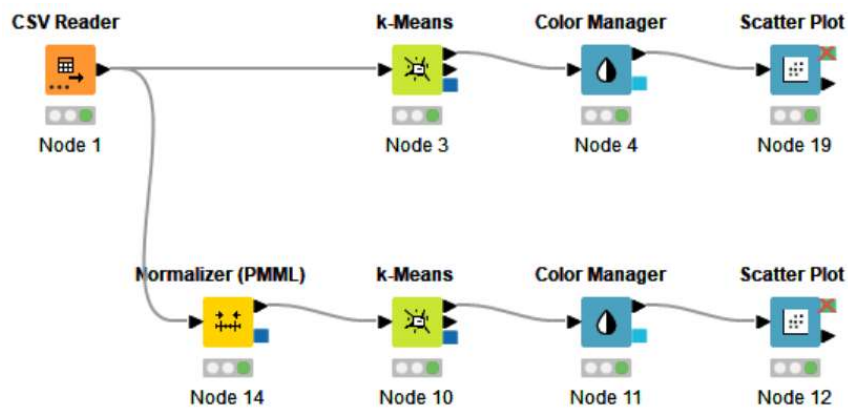 CSV Reader
k-Means
Color Manager
Scatter Plot
Node 1
Node 3
Node 4
Node 19
Normalizer (PMML)
k-Means
Color Manager
Scatter Plot
Node 14
Node 10
Node 11
Node 12